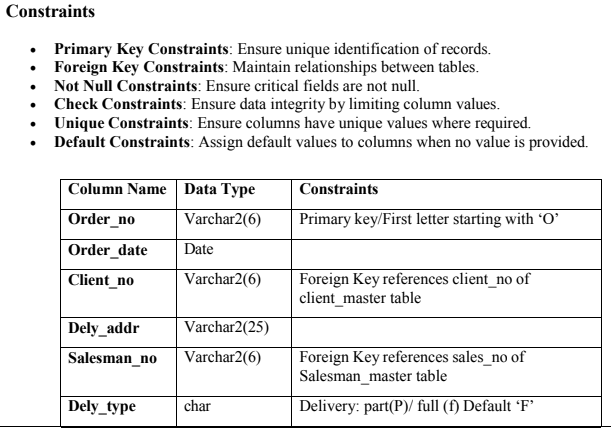 Constraints
• Primary Key Constraints: Ensure unique identification of records.
• Foreign Key Constraints: Maintain relationships between tables.
• Not Null Constraints: Ensure critical fields are not null.
• Check Constraints: Ensure data integrity by limiting column values.
• Unique Constraints: Ensure columns have unique values where required.
• Default Constraints: Assign default values to columns when no value is provided.
Column Name Data Type Constraints
Order_no Varchar2(6) Primary key/First letter starting with ‘O’
Order_date Date
Client_no Varchar2(6) Foreign Key references client_no of
client_master table
Dely_addr Varchar2(25)
Salesman_no Varchar2(6) Foreign Key references sales_no of
Salesman_master table
Dely_type char Delivery: part(P)/ full (f) Default ‘F’